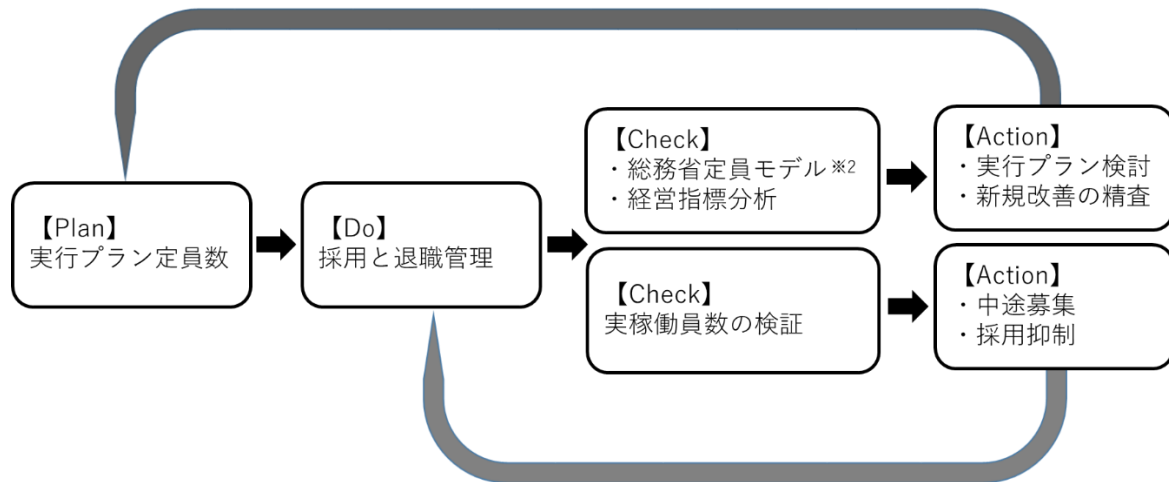 【Plan】
実行プラン定員数
【Do】
採用と退職管理
【Check】
・総務省定員モデル※2
・経営指標分析
【Action】
・実行プラン検討
・新規改善の精査
【Check】
実稼働員数の検証
【Action】
・中途募集
・採用抑制